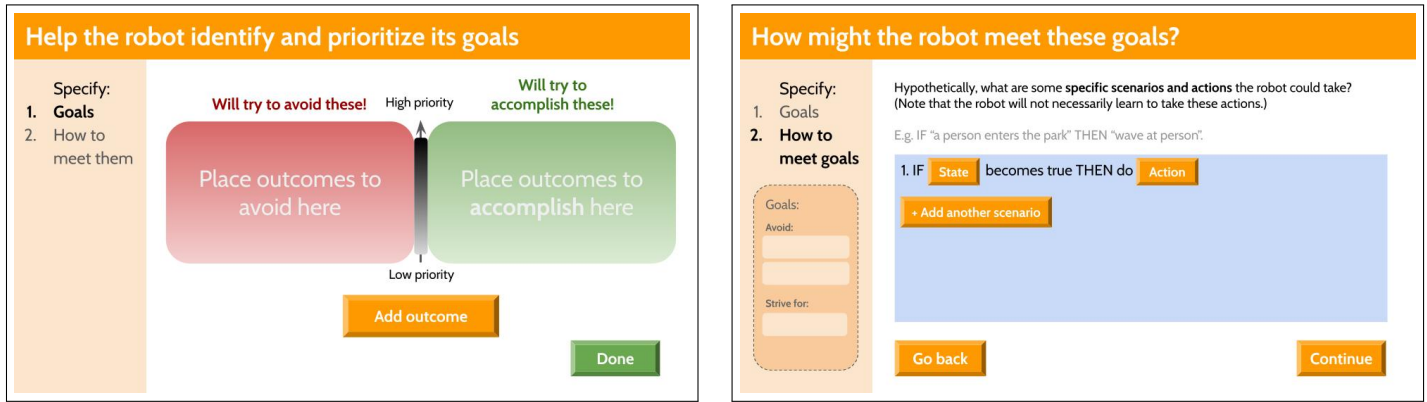 Help the robot identify and prioritize its goals
Specify:
1. Goals
2. How to
meet them
Will try to avoid these!
High priority
Will try to
accomplish these!
Place outcomes to
avoid here
Place outcomes to
accomplish here
Low priority
Add outcome
Done
How might the robot meet these goals?
Specify:
1. Goals
2. How to
meet goals
Goals:
Avoid:
Strive for:
Hypothetically, what are some specific scenarios and actions the robot could take?
(Note that the robot will not necessarily learn to take these actions.)
E.g. IF “a person enters the park” THEN “wave at person”.
1. IF State becomes true THEN do Action
+ Add another scenario
Go back
Continue